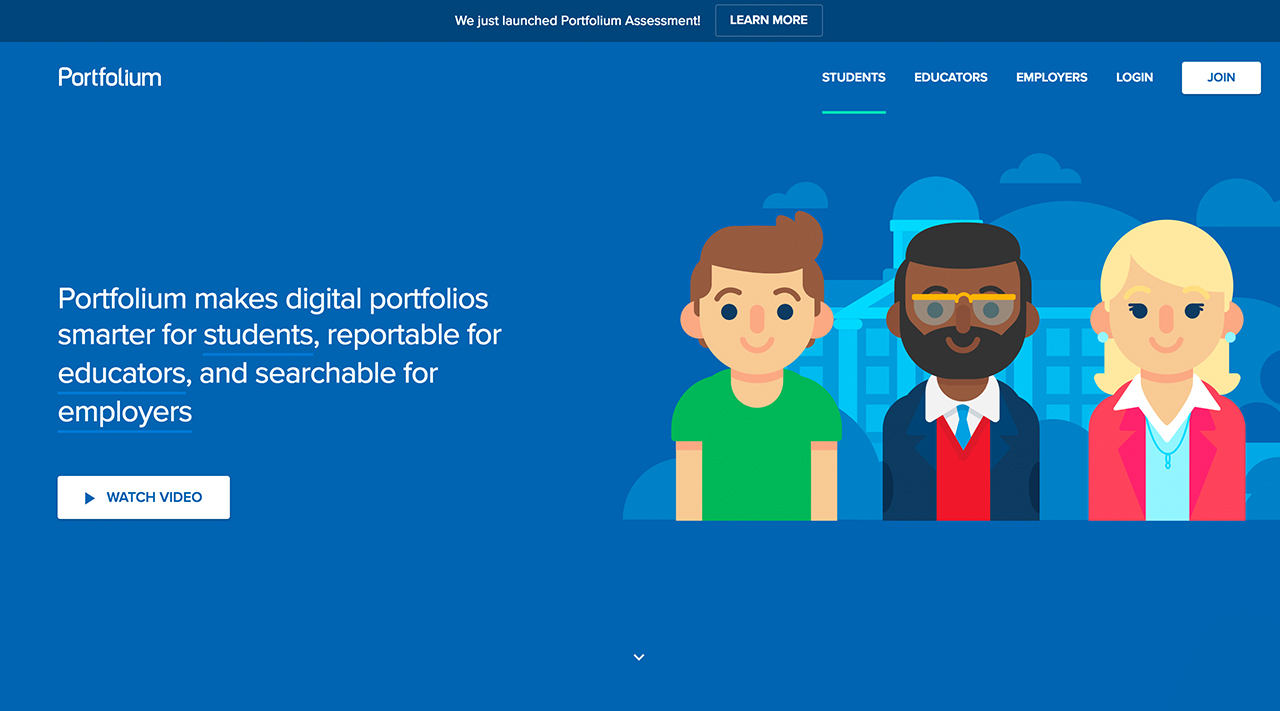 We just launched Portfolium Assessment! LEARN MORE
Portfolium STUDENTS EDUCATORS EMPLOYERS LOGIN JOIN
Portfolium makes digital portfolios
smarter for students, reportable for
educators, and searchable for
employers
WATCH VIDEO